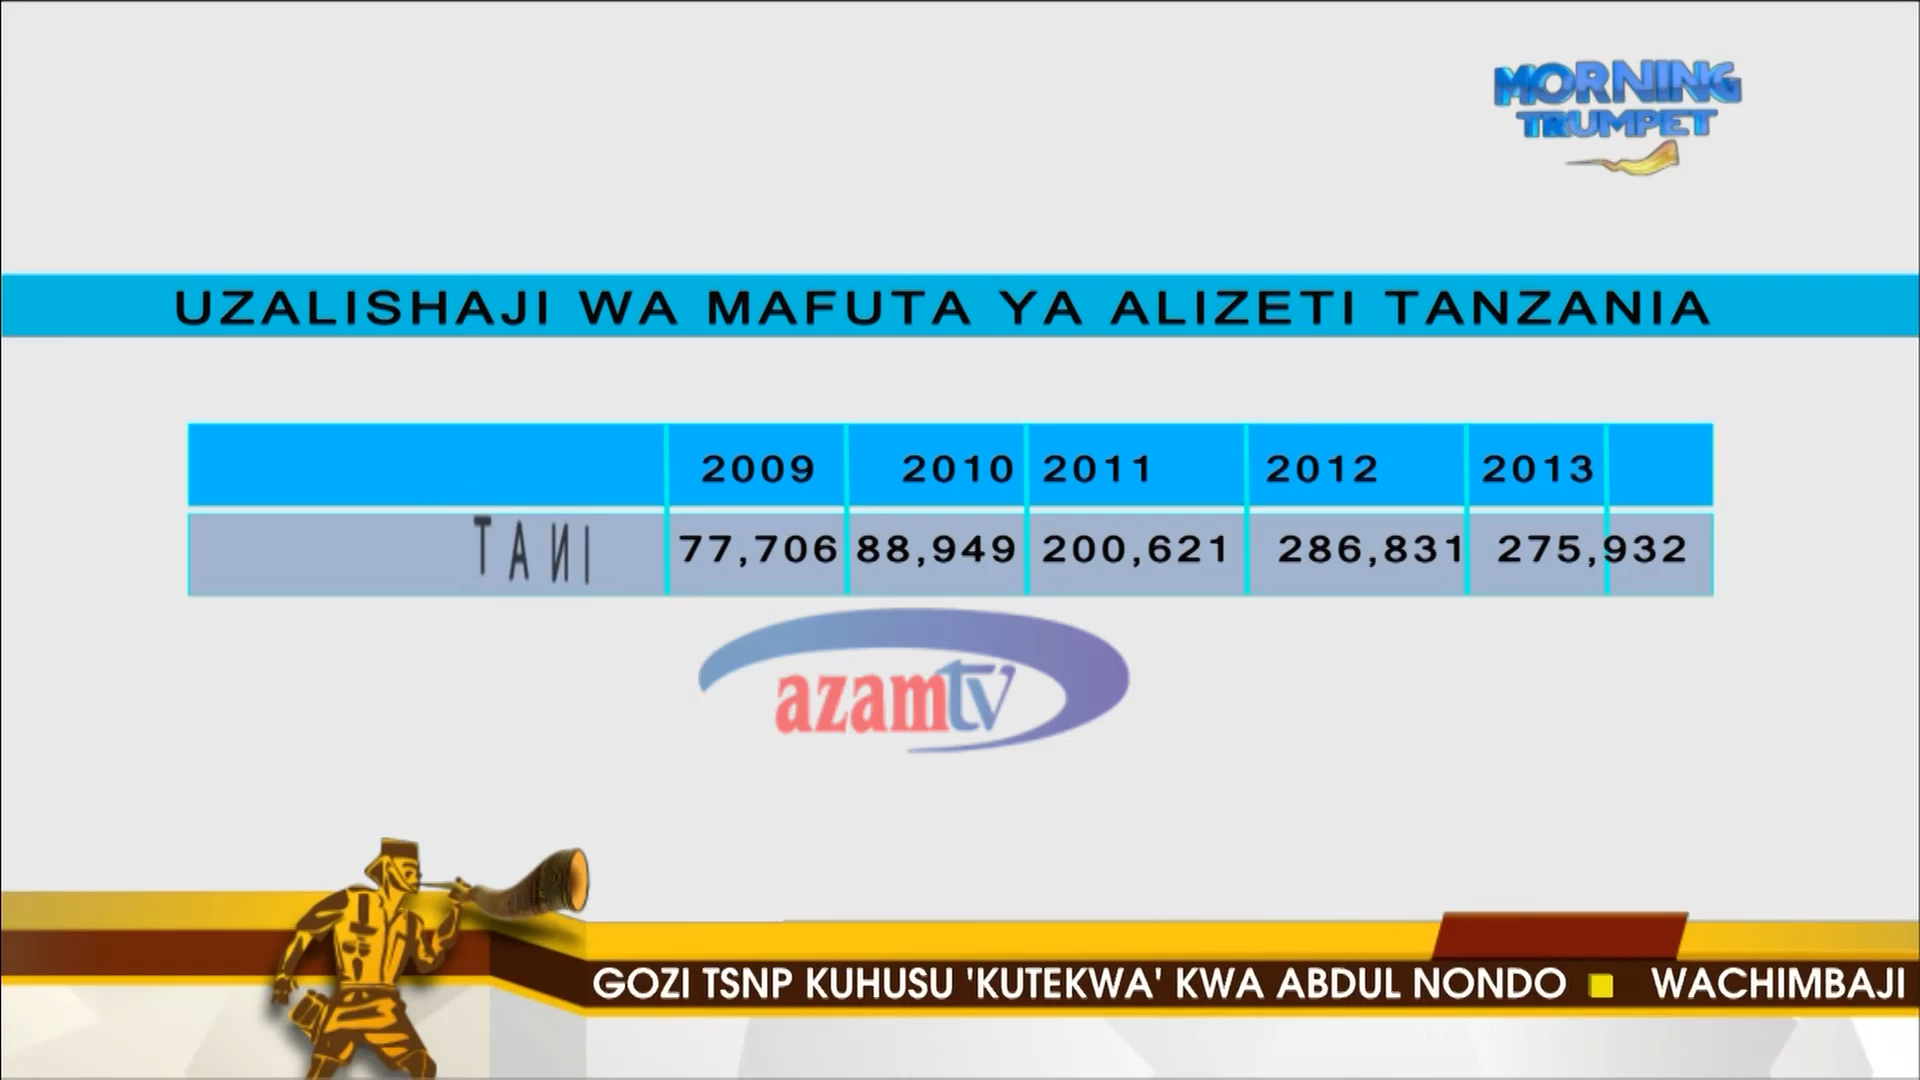 MORNING
TRUMPET
UZALISHAJI WA MAFUTA YA ALIZETI TANZANIA
2009 2010 2011 2012 2013
TANI 77,706 88,949 200,621 286,831 275,932
azamtv
GOZI TSNP KUHUSU 'KUTEKWA' KWA ABDUL NONDO WACHIMBAJI